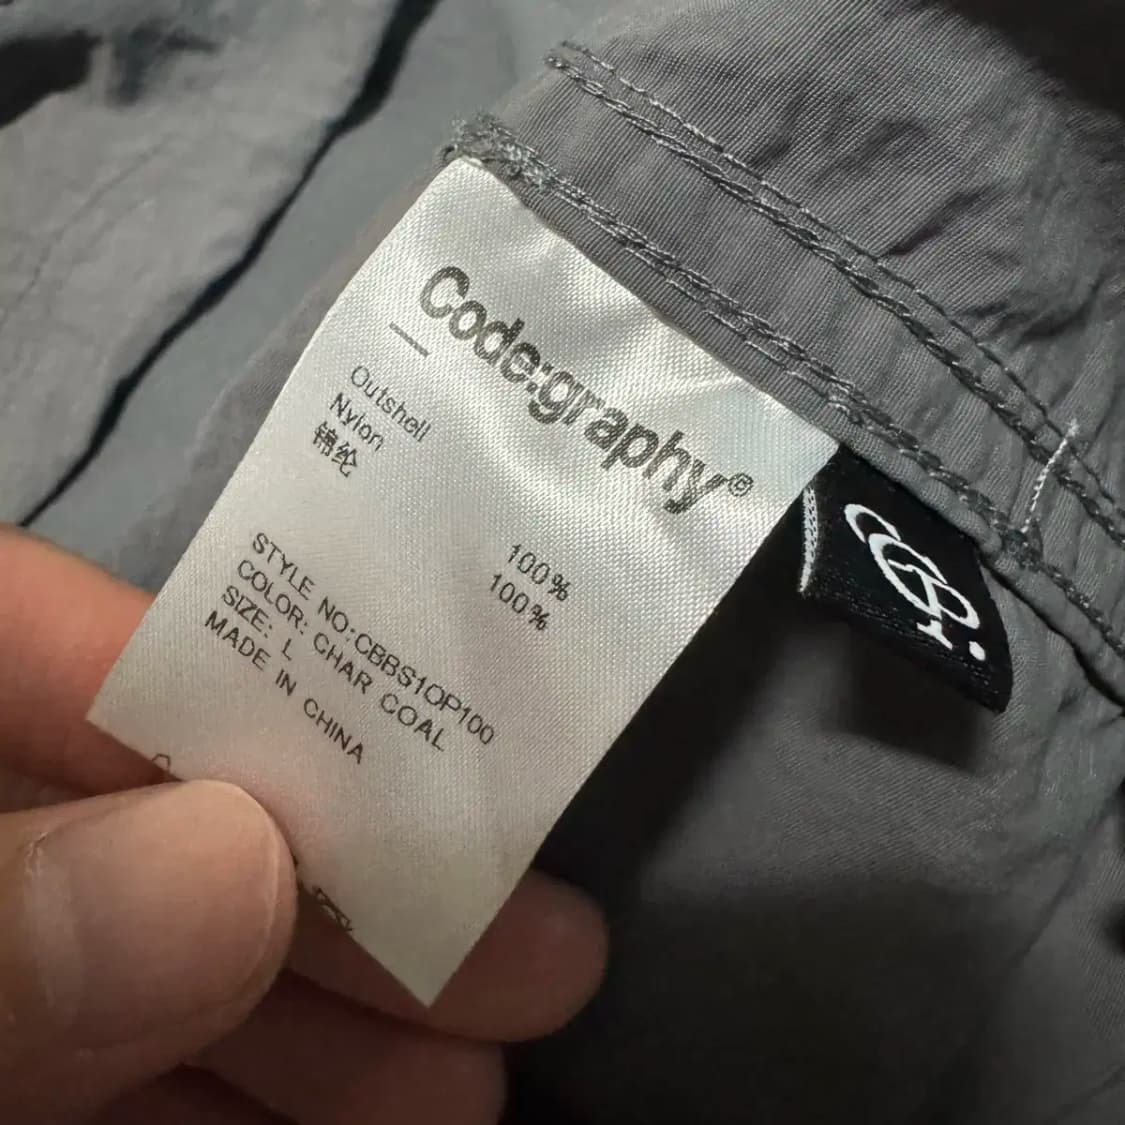 Code:graphy®
Outshell
Nylon 100%
锦纶 100%
STYLE NO:CBBS1OP100
COLOR: CHAR COAL
SIZE: L
MADE IN CHINA